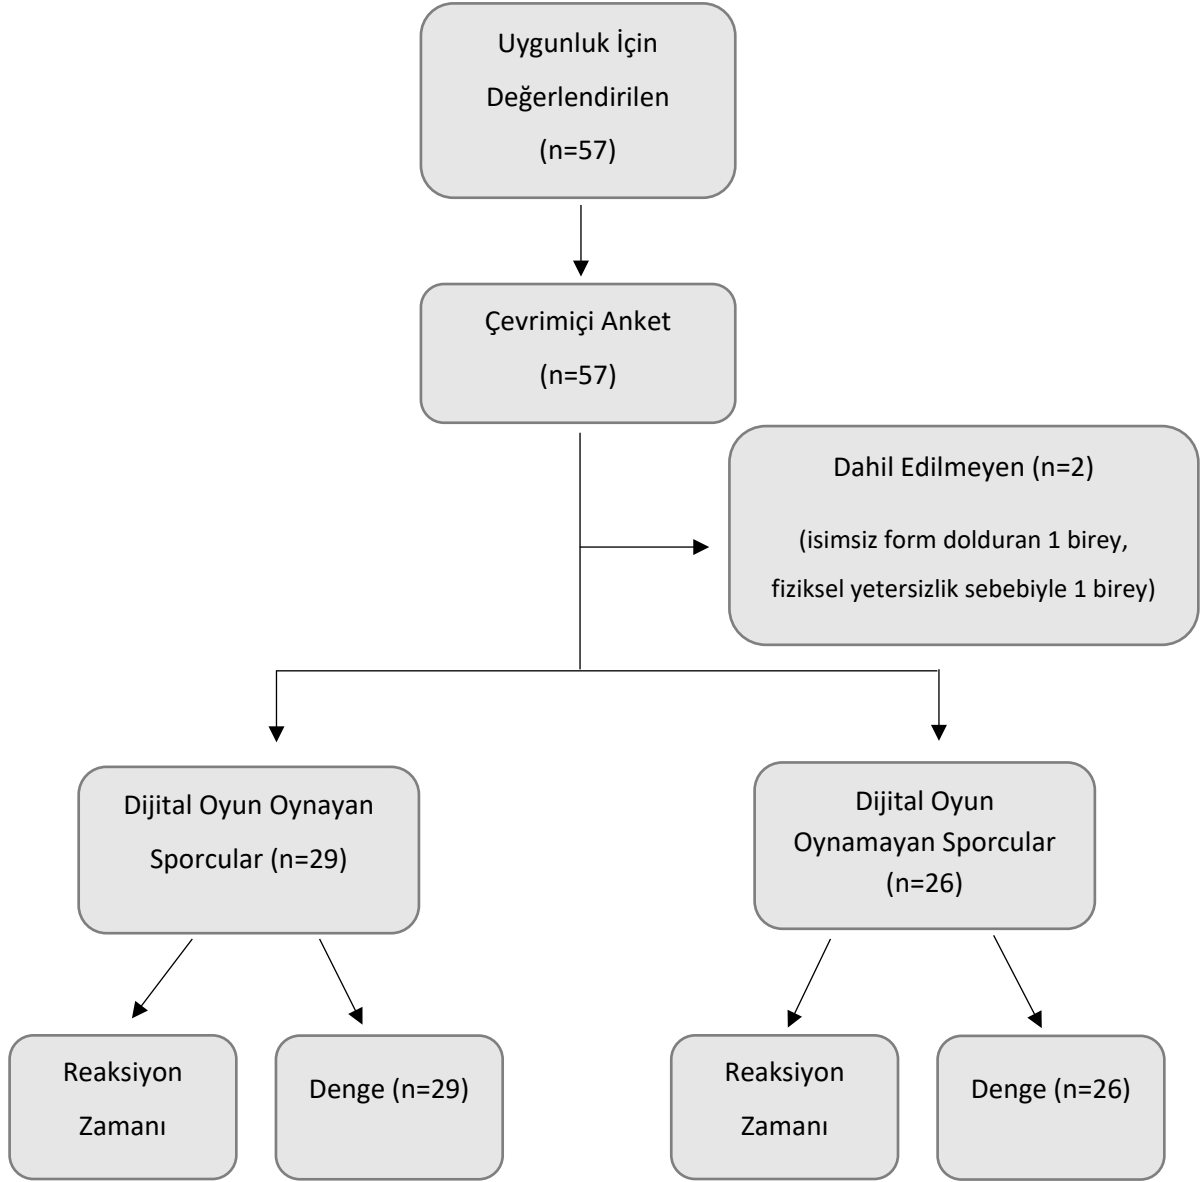 Uygunluk İçin
Değerlendirilen
(n=57)
Çevrimiçi Anket
(n=57)
Dahil Edilmeyen (n=2)
(isimsiz form dolduran 1 birey,
fiziksel yetersizlik sebebiyle 1 birey)
Dijital Oyun Oynayan
Sporcular (n=29)
Dijital Oyun
Oynamayan Sporcular
(n=26)
Reaksiyon
Zamanı
Denge (n=29)
Reaksiyon
Zamanı
Denge (n=26)